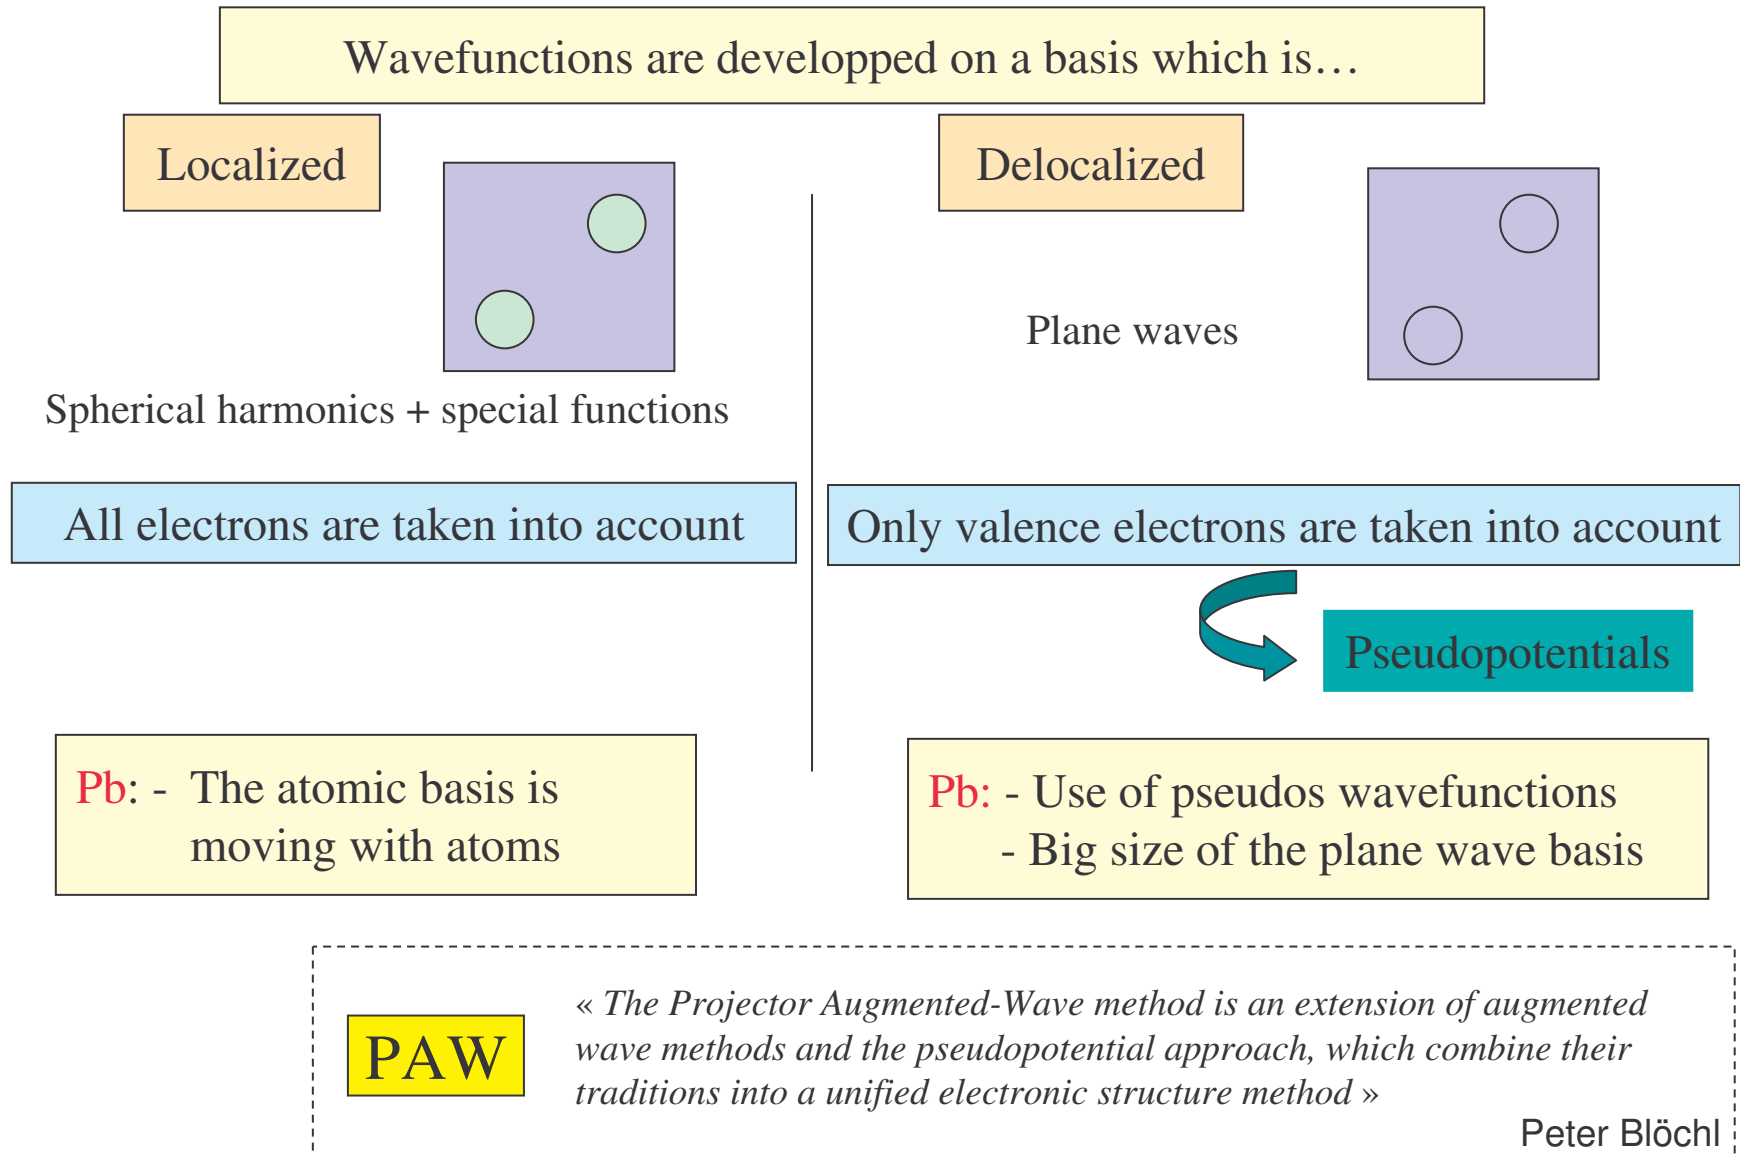 Wavefunctions are developped on a basis which is…
Localized
Spherical harmonics + special functions
All electrons are taken into account
Pb: - The atomic basis is
moving with atoms
Delocalized
Plane waves
Only valence electrons are taken into account
Pseudopotentials
Pb: - Use of pseudos wavefunctions
- Big size of the plane wave basis
PAW
« The Projector Augmented-Wave method is an extension of augmented
wave methods and the pseudopotential approach, which combine their
traditions into a unified electronic structure method »
Peter Blöchl